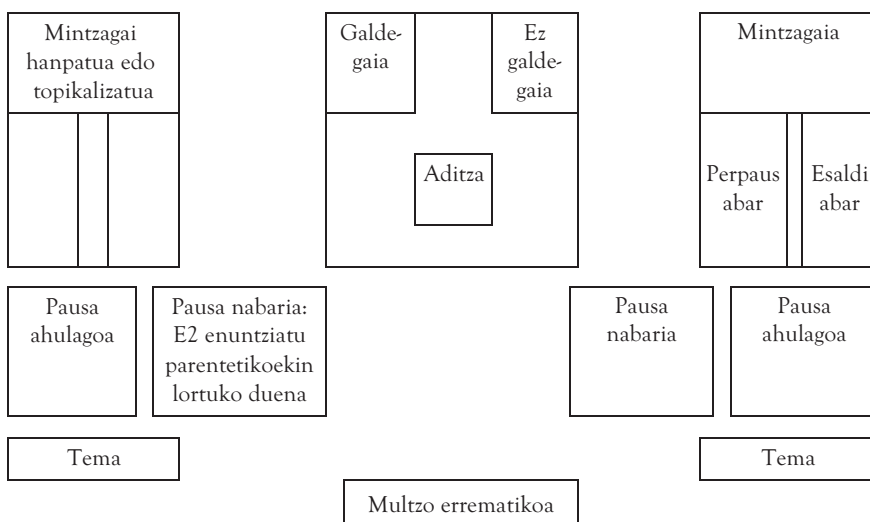 Mintzagai
hanpatua edo
topikalizatua
Galde-
gaia
Ez
galde-
gaia
Mintzagaia
Aditza
Perpaus
abar
Esaldi
abar
Pausa
ahulagoa
Pausa nabaria:
E2 enuntziatu
parentetikoekin
lortuko duena
Pausa
nabaria
Pausa
ahulagoa
Tema
Tema
Multzo errematikoa